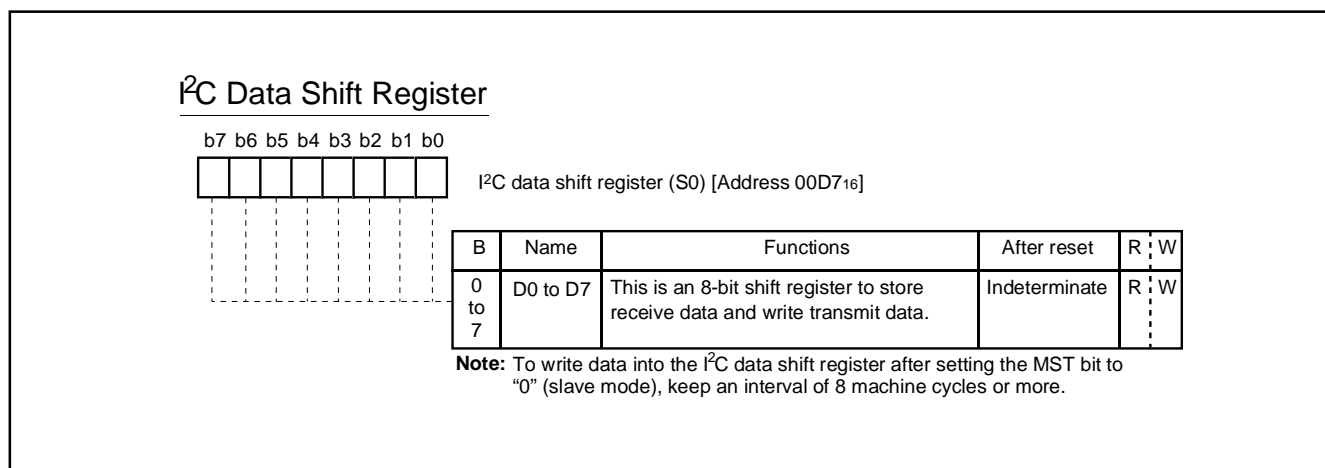 I²C Data Shift Register
b7 b6 b5 b4 b3 b2 b1 b0
I²C data shift register (S0) [Address 00D7₁₆]
B Name Functions After reset R W
0 to 7 D0 to D7 This is an 8-bit shift register to store receive data and write transmit data. Indeterminate R W
Note: To write data into the I²C data shift register after setting the MST bit to
“0” (slave mode), keep an interval of 8 machine cycles or more.